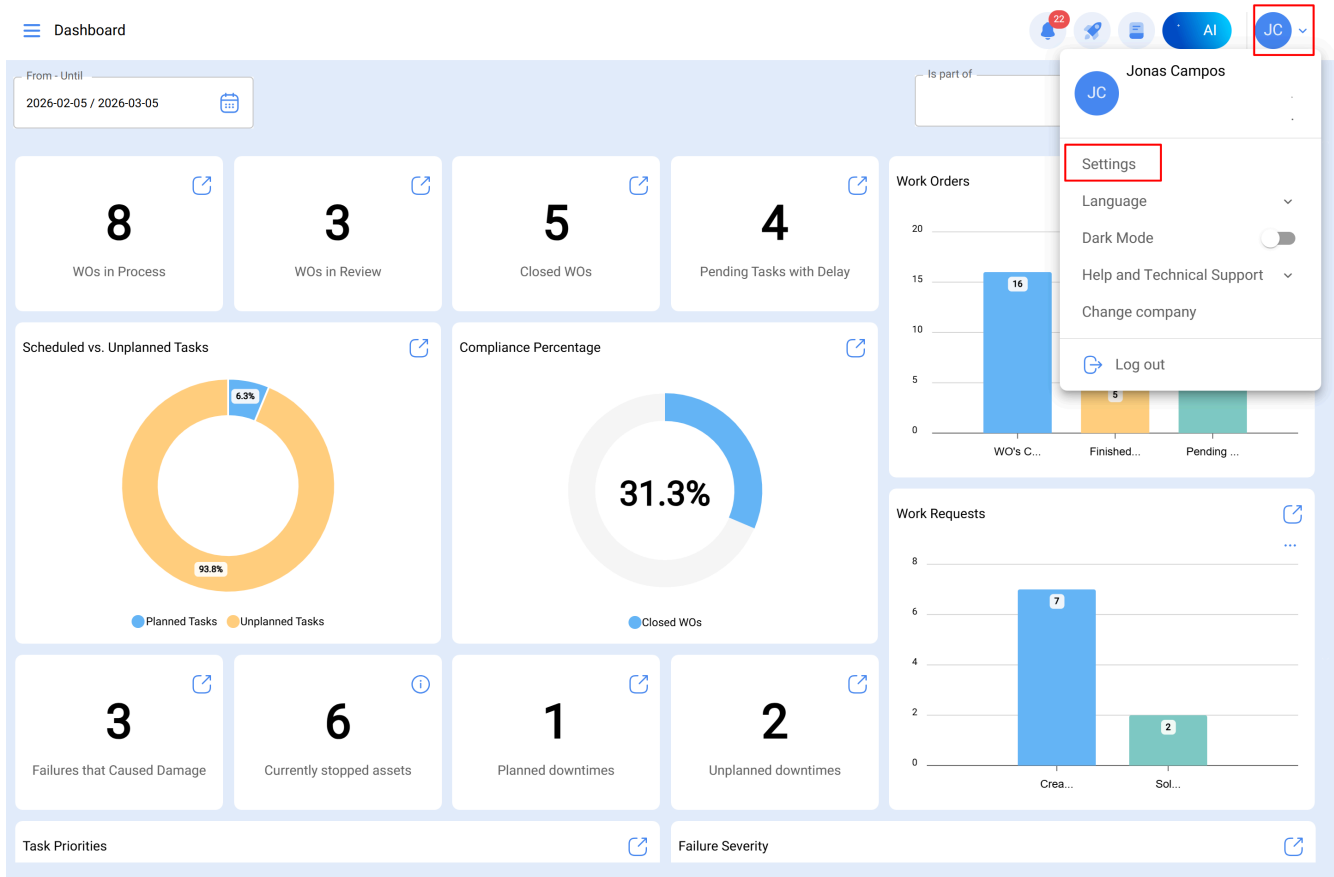 Dashboard
22
AI
JC
From - Until
2026-02-05 / 2026-03-05
Is part of
JC
Jonas Campos
Settings
Language
Dark Mode
Help and Technical Support
Change company
Log out
8
WOs in Process
3
WOs in Review
5
Closed WOs
4
Pending Tasks with Delay
Work Orders
20
15
10
5
0
16
5
WO's C...
Finished...
Pending ...
Scheduled vs. Unplanned Tasks
6.3%
93.8%
Planned Tasks
Unplanned Tasks
Compliance Percentage
31.3%
Closed WOs
Work Requests
...
8
6
4
2
0
7
2
Crea...
Sol...
3
Failures that Caused Damage
6
Currently stopped assets
1
Planned downtimes
2
Unplanned downtimes
Task Priorities
Failure Severity